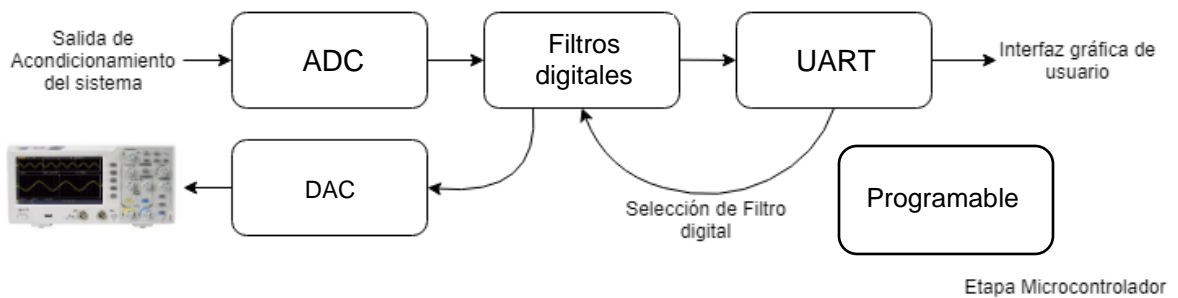 Salida de
Acondicionamiento
del sistema
ADC
Filtros
digitales
UART
Interfaz gráfica de
usuario
DAC
Selección de Filtro
digital
Programable
Etapa Microcontrolador